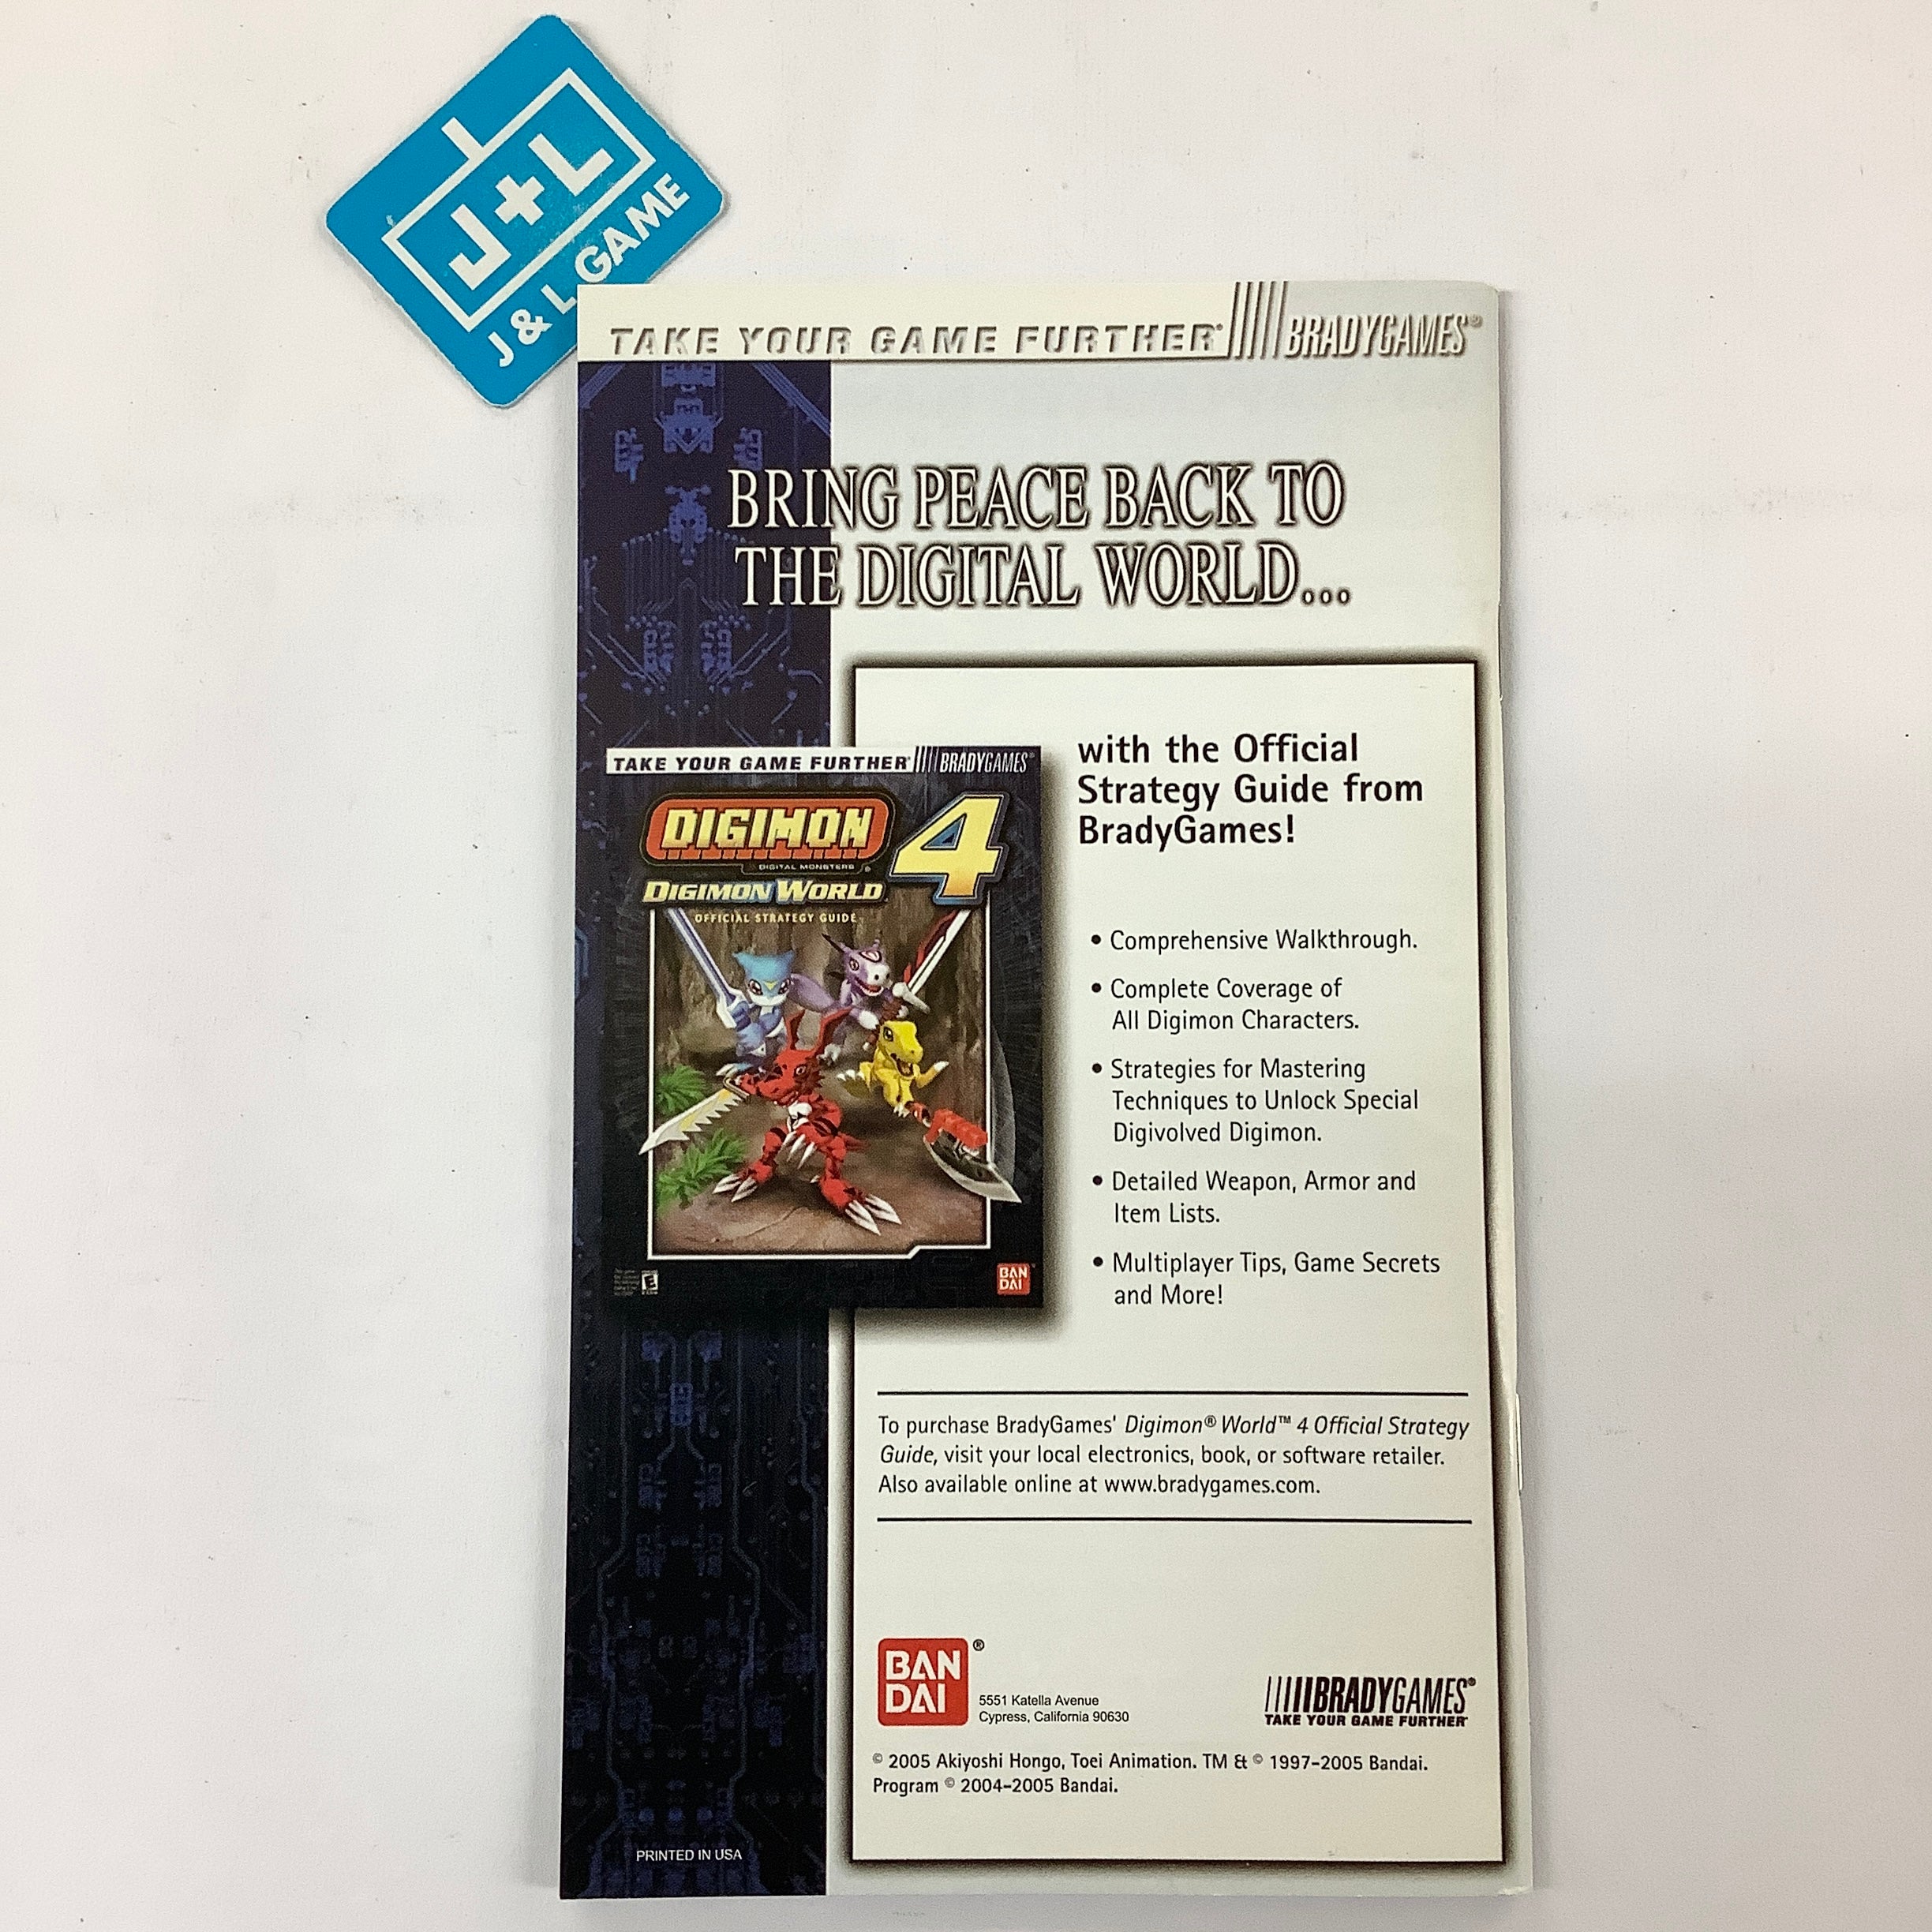 J+L
J & L GAME
TAKE YOUR GAME FURTHER® BRADYGAMES®
BRING PEACE BACK TO
THE DIGITAL WORLD...
with the Official
Strategy Guide from
BradyGames!
TAKE YOUR GAME FURTHER® BRADYGAMES®
DIGIMON 4
DIGITAL MONSTERS
DIGIMON WORLD
OFFICIAL STRATEGY GUIDE
E
BAN
DAI
• Comprehensive Walkthrough.
• Complete Coverage of
All Digimon Characters.
• Strategies for Mastering
Techniques to Unlock Special
Digivolved Digimon.
• Detailed Weapon, Armor and
Item Lists.
• Multiplayer Tips, Game Secrets
and More!
To purchase BradyGames' Digimon® World™ 4 Official Strategy
Guide, visit your local electronics, book, or software retailer.
Also available online at www.bradygames.com.
BAN
DAI®
5551 Katella Avenue
Cypress, California 90630
BRADYGAMES®
TAKE YOUR GAME FURTHER®
© 2005 Akiyoshi Hongo, Toei Animation. TM & © 1997-2005 Bandai.
Program © 2004-2005 Bandai.
PRINTED IN USA